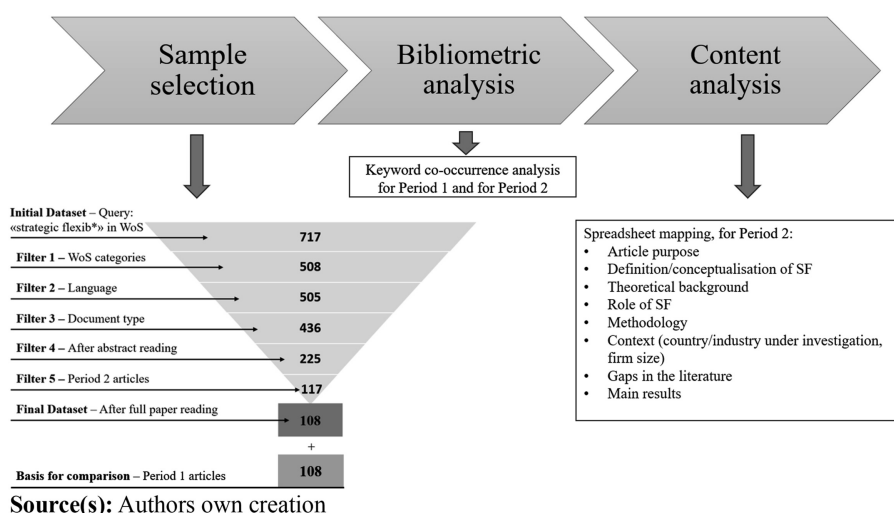 Sample
selection
Bibliometric
analysis
Content
analysis
Keyword co-occurrence analysis
for Period 1 and for Period 2
Initial Dataset – Query:
«strategic flexib*» in WoS
717
Filter 1 – WoS categories
508
Filter 2 – Language
505
Filter 3 – Document type
436
Filter 4 – After abstract reading
225
Filter 5 – Period 2 articles
117
Final Dataset – After full paper reading
108
+
Basis for comparison – Period 1 articles
108
Spreadsheet mapping, for Period 2:
• Article purpose
• Definition/conceptualisation of SF
• Theoretical background
• Role of SF
• Methodology
• Context (country/industry under investigation,
firm size)
• Gaps in the literature
• Main results
Source(s): Authors own creation